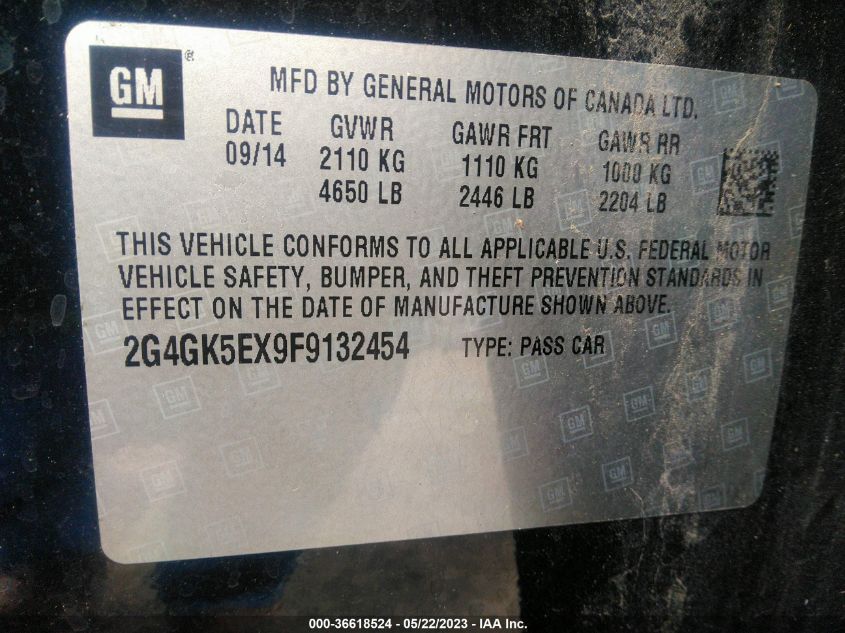 GM ®
MFD BY GENERAL MOTORS OF CANADA LTD.
DATE GVWR GAWR FRT GAWR RR
09/14 2110 KG 1110 KG 1000 KG
4650 LB 2446 LB 2204 LB
THIS VEHICLE CONFORMS TO ALL APPLICABLE U.S. FEDERAL MOTOR
VEHICLE SAFETY, BUMPER, AND THEFT PREVENTION STANDARDS IN
EFFECT ON THE DATE OF MANUFACTURE SHOWN ABOVE.
2G4GK5EX9F9132454 TYPE: PASS CAR
000-36618524 - 05/22/2023 - IAA Inc.